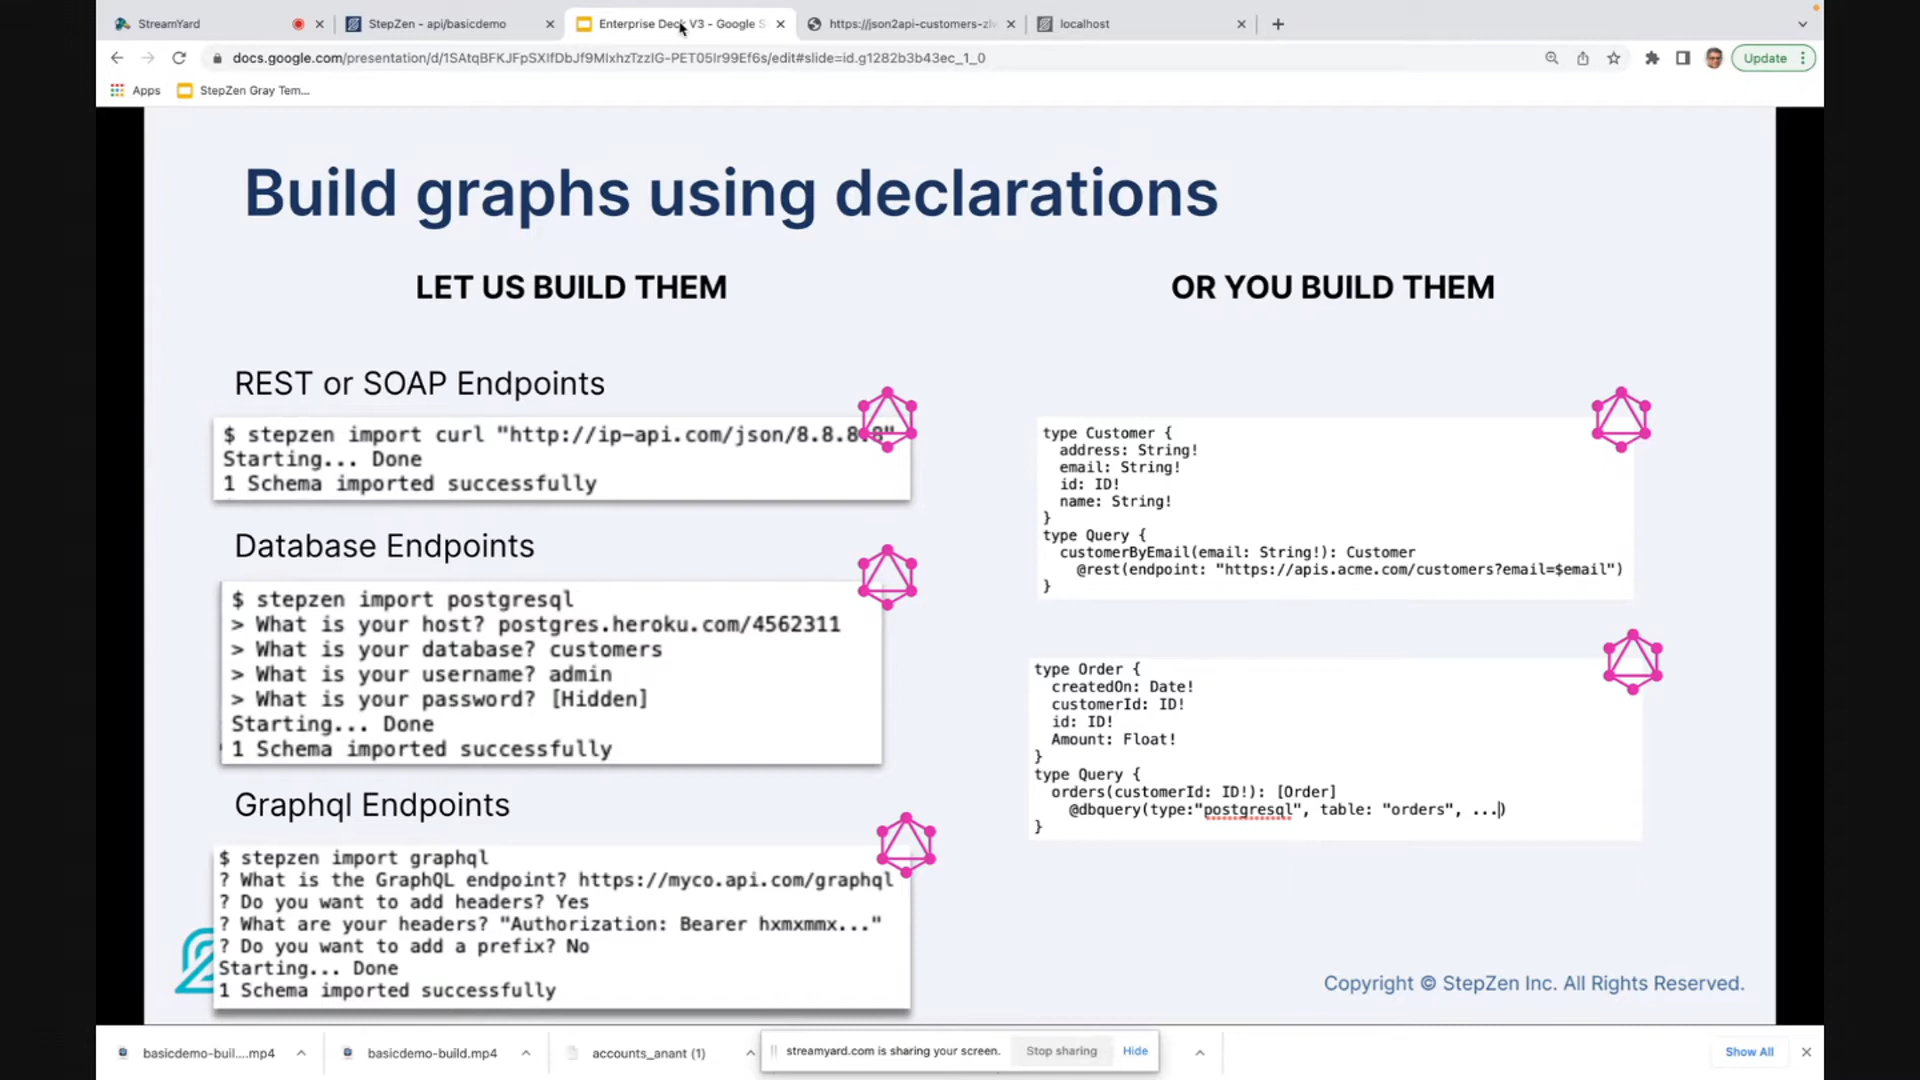 StreamYard
StepZen - api/basicdemo
Enterprise Deck V3 - Google S
https://json2api-customers-zl
localhost
docs.google.com/presentation/d/1SAtqBFKJFpSXIfDbJf9MIxhzTzzIG-PET05Ir99Ef6s/edit#slide=id.g1282b3b43ec_1_0
Update
Apps
StepZen Gray Tem...
Build graphs using declarations
LET US BUILD THEM
REST or SOAP Endpoints
$ stepzen import curl "http://ip-api.com/json/8.8.8.8"
Starting... Done
1 Schema imported successfully
Database Endpoints
$ stepzen import postgresql
> What is your host? postgres.heroku.com/4562311
> What is your database? customers
> What is your username? admin
> What is your password? [Hidden]
Starting... Done
1 Schema imported successfully
Graphql Endpoints
$ stepzen import graphql
? What is the GraphQL endpoint? https://myco.api.com/graphql
? Do you want to add headers? Yes
? What are your headers? "Authorization: Bearer hxmxmmx..."
? Do you want to add a prefix? No
Starting... Done
1 Schema imported successfully
OR YOU BUILD THEM
type Customer {
address: String!
email: String!
id: ID!
name: String!
}
type Query {
customerByEmail(email: String!): Customer
@rest(endpoint: "https://apis.acme.com/customers?email=$email")
}
type Order {
createdOn: Date!
customerId: ID!
id: ID!
Amount: Float!
}
type Query {
orders(customerId: ID!): [Order]
@dbquery(type:"postgresql", table: "orders", ...)
}
Copyright © StepZen Inc. All Rights Reserved.
basicdemo-buil....mp4
basicdemo-build.mp4
accounts_anant (1)
streamyard.com is sharing your screen.
Stop sharing
Hide
Show All